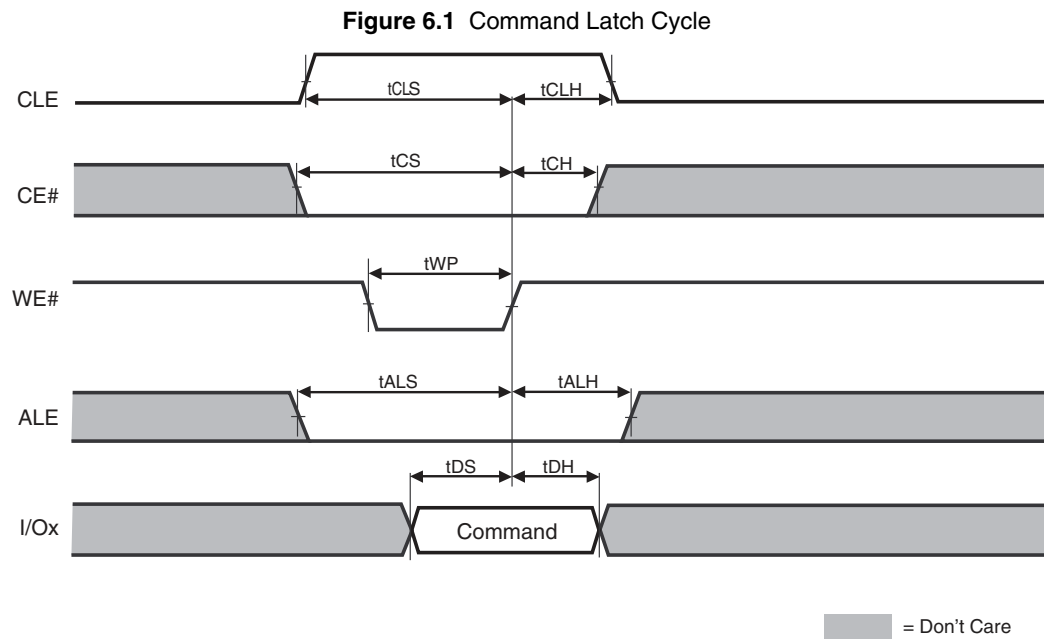 Figure 6.1 Command Latch Cycle
CLE
tCLS
tCLH
CE#
tCS
tCH
WE#
tWP
ALE
tALS
tALH
I/Ox
tDS
tDH
Command
= Don't Care